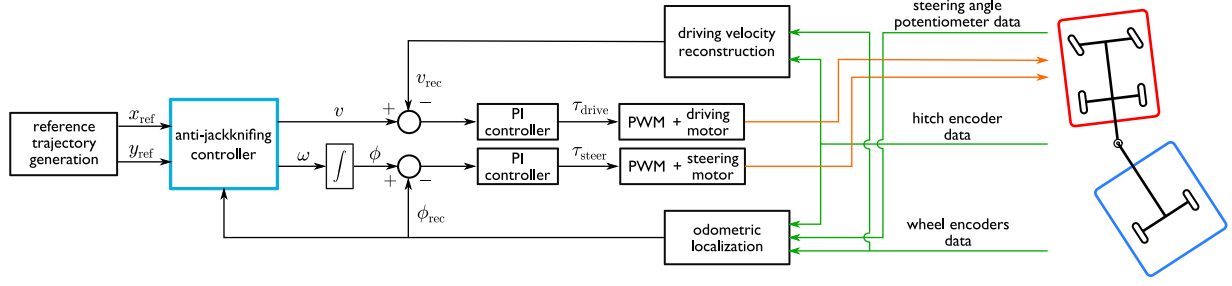 steering angle
potentiometer data
driving velocity
reconstruction
v_rec
reference
trajectory
generation
x_ref
y_ref
anti-jackknifing
controller
v
+
−
PI
controller
τ_drive
PWM + driving
motor
hitch encoder
data
ω
∫
ϕ
+
−
PI
controller
τ_steer
PWM + steering
motor
ϕ_rec
odometric
localization
wheel encoders
data